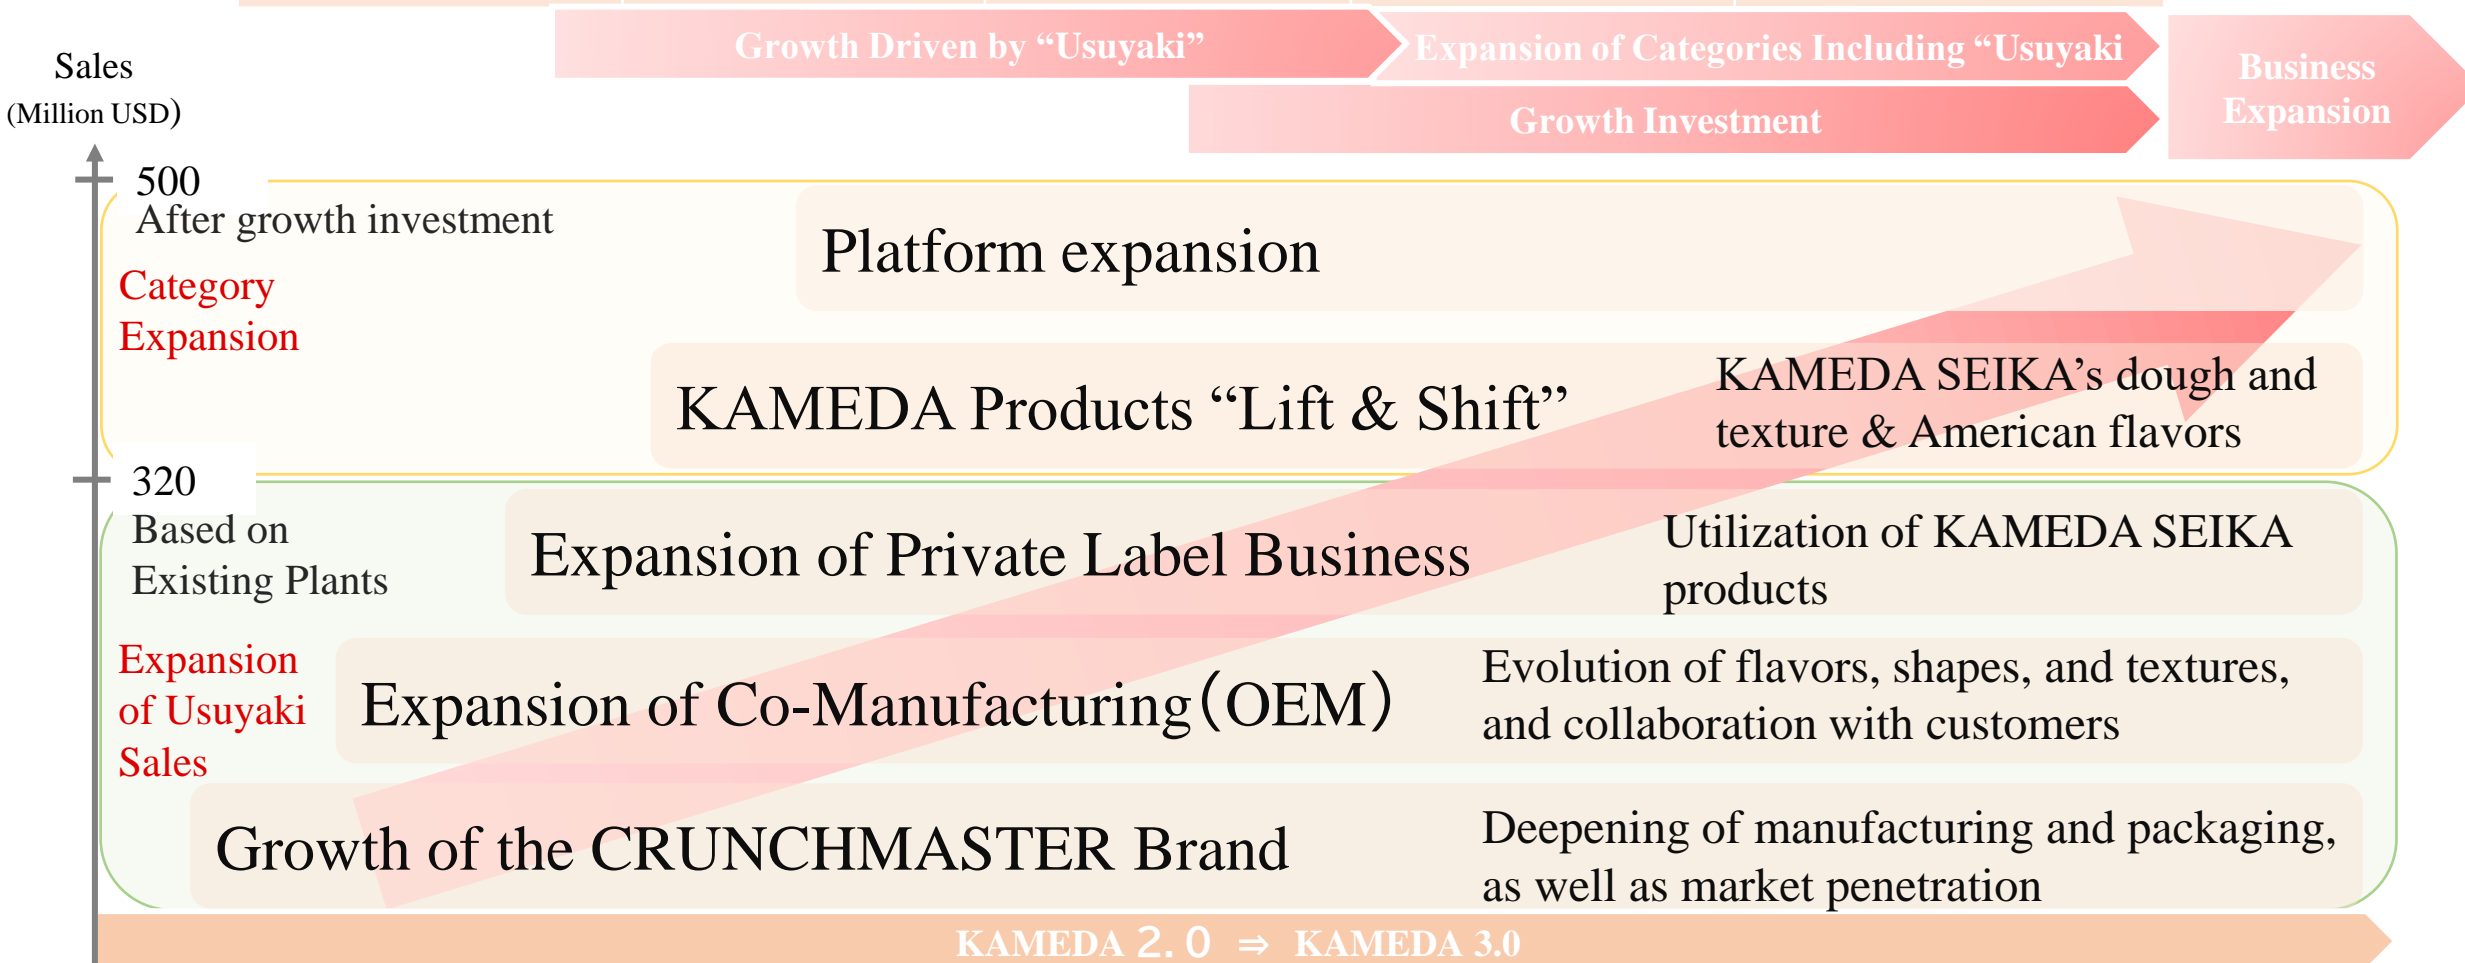 Growth Driven by “Usuyaki”
Expansion of Categories Including “Usuyaki
Business
Expansion
Growth Investment
Sales
(Million USD)
500
After growth investment
Category
Expansion
Platform expansion
KAMEDA Products “Lift & Shift”
KAMEDA SEIKA’s dough and
texture & American flavors
320
Based on
Existing Plants
Expansion of Private Label Business
Utilization of KAMEDA SEIKA
products
Expansion
of Usuyaki
Sales
Expansion of Co-Manufacturing（OEM）
Evolution of flavors, shapes, and textures,
and collaboration with customers
Growth of the CRUNCHMASTER Brand
Deepening of manufacturing and packaging,
as well as market penetration
KAMEDA 2.0 ⇒ KAMEDA 3.0